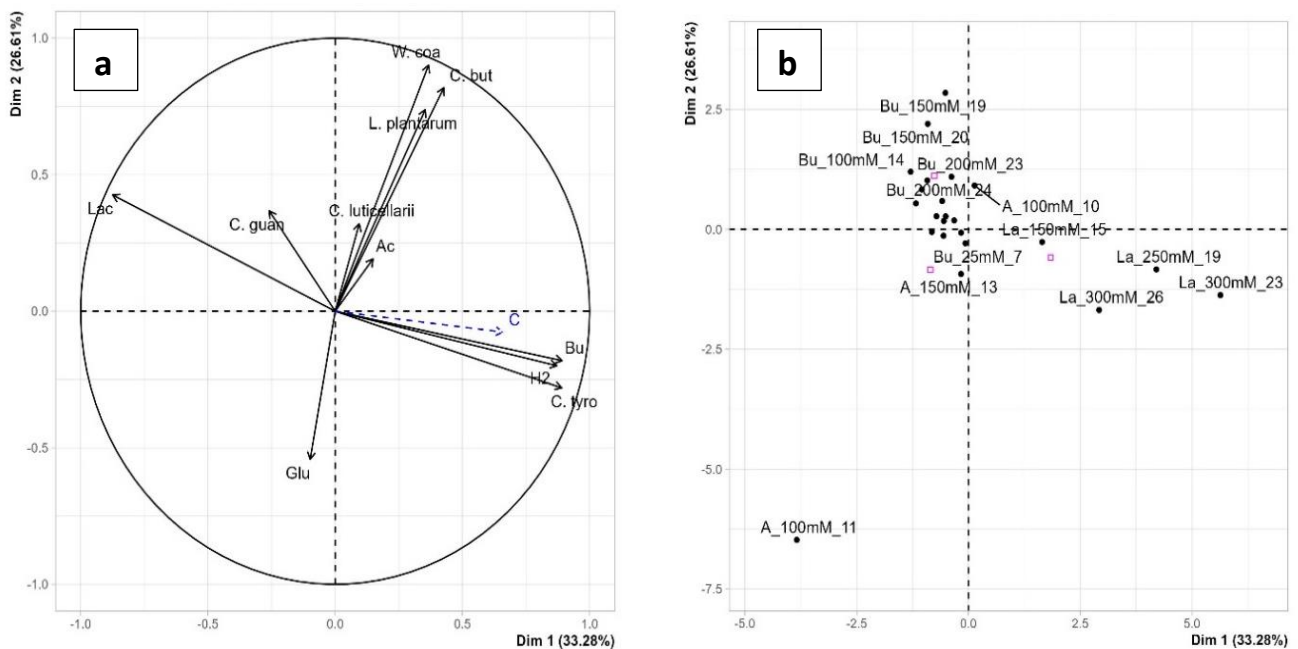 a
Dim 2 (26.61%)
1.0
0.5
0.0
-0.5
-1.0
W. coa
C. but
L. plantarum
Lac
C. guan
C. luticellarii
Ac
C
Bu
H2
C. tyro
Glu
-1.0
-0.5
0.0
0.5
1.0
Dim 1 (33.28%)
b
Dim 2 (26.61%)
2.5
0.0
-2.5
-5.0
-7.5
Bu_150mM_19
Bu_150mM_20
Bu_100mM_14
Bu_200mM_23
Bu_200mM_24
A_100mM_10
La_150mM_15
Bu_25mM_7
La_250mM_19
A_150mM_13
La_300mM_23
La_300mM_26
A_100mM_11
-5.0
-2.5
0.0
2.5
5.0
Dim 1 (33.28%)